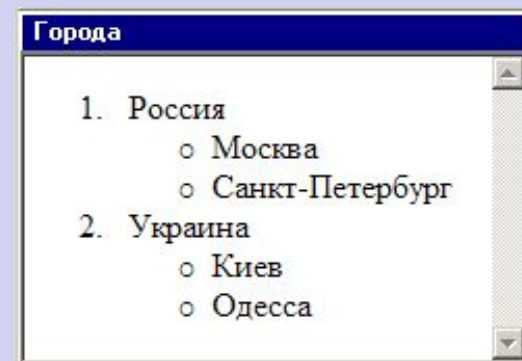 Города
1. Россия
○ Москва
○ Санкт-Петербург
2. Украина
○ Киев
○ Одесса